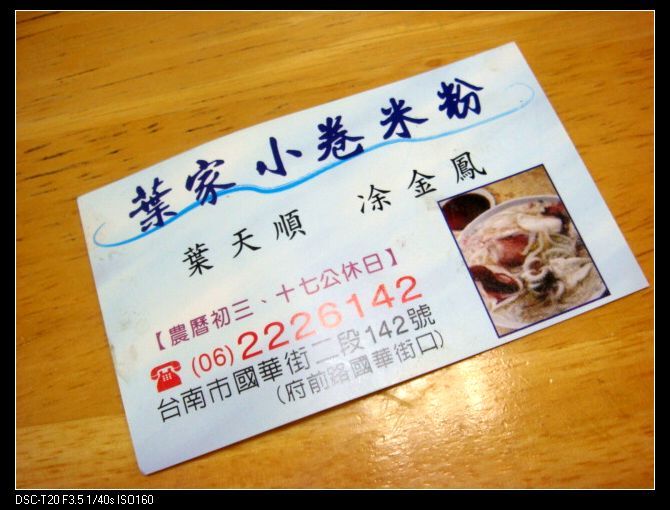 葉家小卷米粉
葉天順 凃金鳳
【農曆初三、十七公休日】
☎ (06)2226142
台南市國華街二段142號
(府前路國華街口)
DSC-T20 F3.5 1/40s ISO160